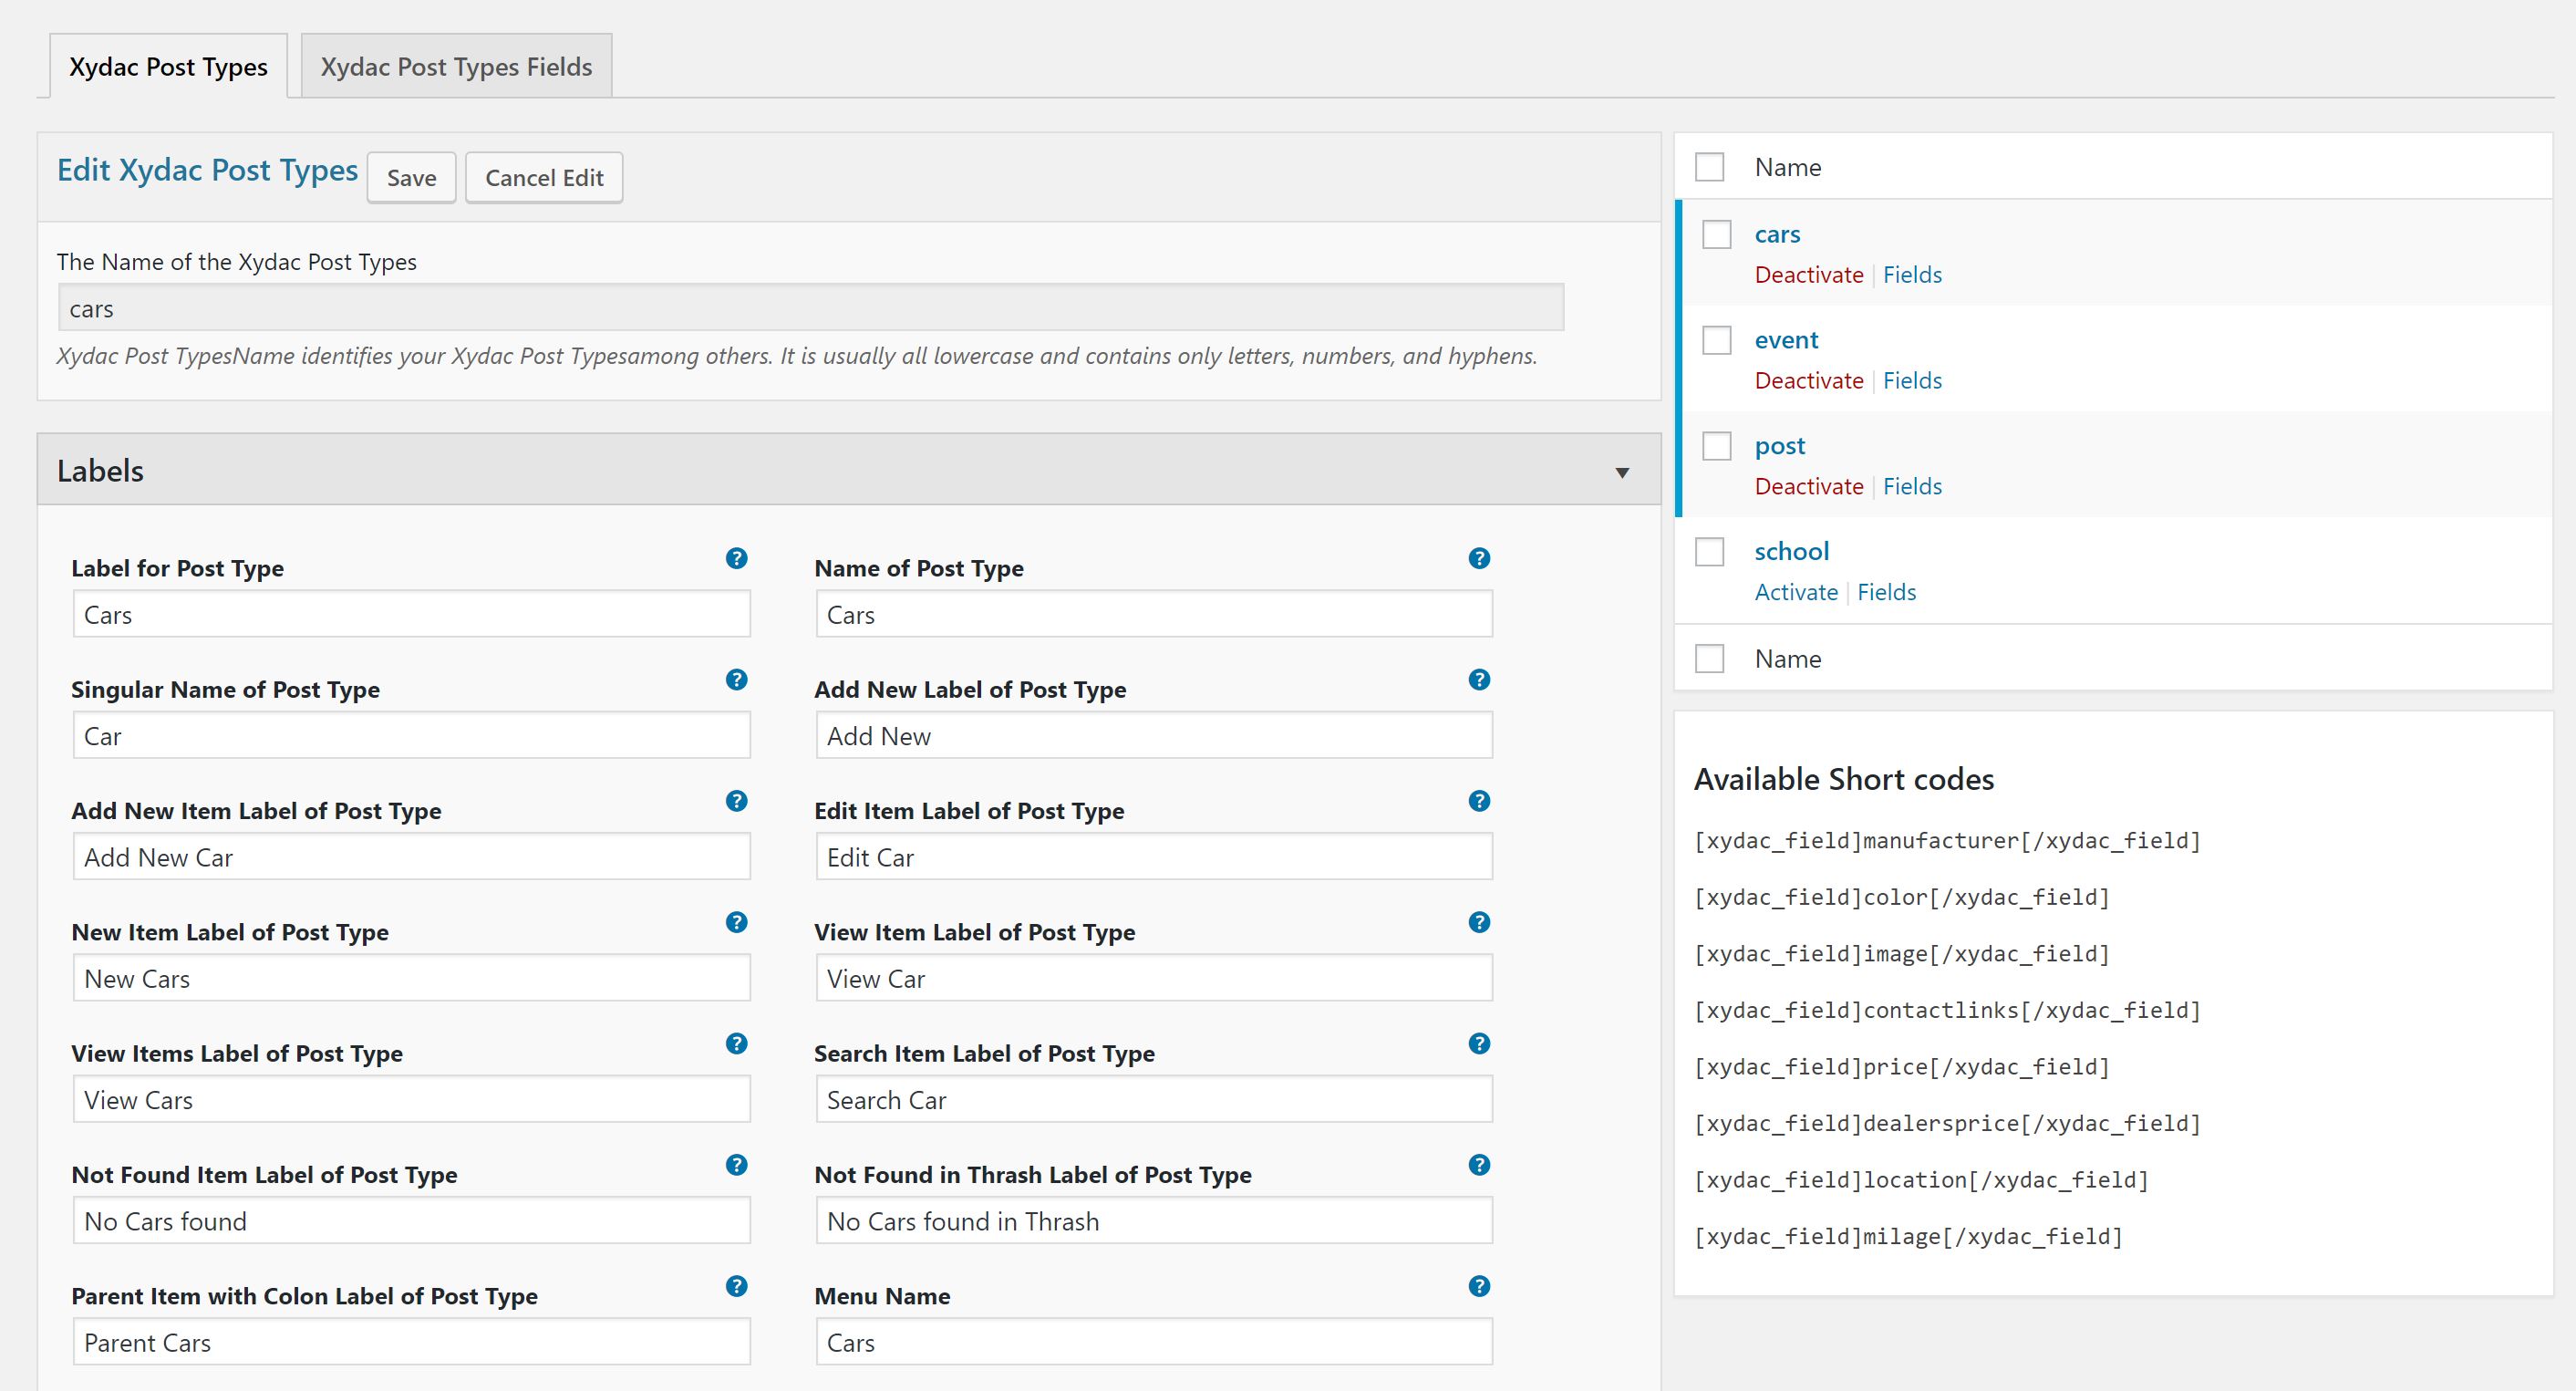 Xydac Post Types
Xydac Post Types Fields
Edit Xydac Post Types
Save
Cancel Edit
The Name of the Xydac Post Types
cars
Xydac Post TypesName identifies your Xydac Post Typesamong others. It is usually all lowercase and contains only letters, numbers, and hyphens.
Labels
Label for Post Type
Cars
Name of Post Type
Cars
Singular Name of Post Type
Car
Add New Label of Post Type
Add New
Add New Item Label of Post Type
Add New Car
Edit Item Label of Post Type
Edit Car
New Item Label of Post Type
New Cars
View Item Label of Post Type
View Car
View Items Label of Post Type
View Cars
Search Item Label of Post Type
Search Car
Not Found Item Label of Post Type
No Cars found
Not Found in Thrash Label of Post Type
No Cars found in Thrash
Parent Item with Colon Label of Post Type
Parent Cars
Menu Name
Cars
Name
cars
Deactivate | Fields
event
Deactivate | Fields
post
Deactivate | Fields
school
Activate | Fields
Name
Available Short codes
[xydac_field]manufacturer[/xydac_field]
[xydac_field]color[/xydac_field]
[xydac_field]image[/xydac_field]
[xydac_field]contactlinks[/xydac_field]
[xydac_field]price[/xydac_field]
[xydac_field]dealersprice[/xydac_field]
[xydac_field]location[/xydac_field]
[xydac_field]milage[/xydac_field]